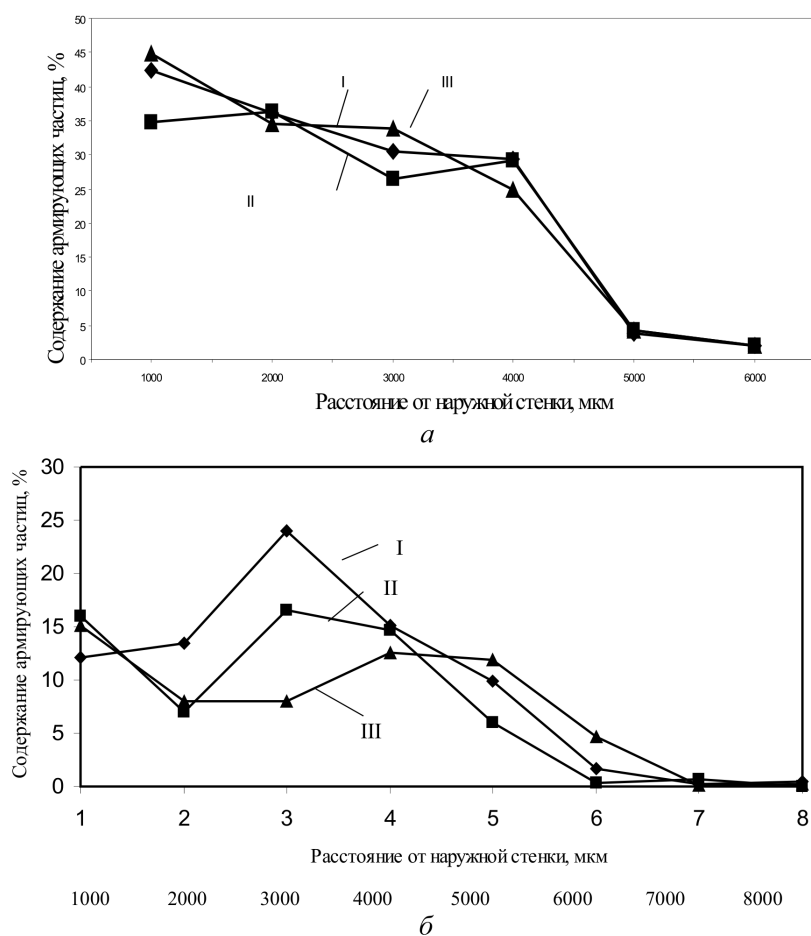 50
45
40
35
30
25
20
15
10
5
0
Содержание армирующих частиц, %
I
III
II
1000 2000 3000 4000 5000 6000
Расстояние от наружной стенки, мкм
а
30
25
20
15
10
5
0
Содержание армирующих частиц, %
I
II
III
1 2 3 4 5 6 7 8
Расстояние от наружной стенки, мкм
1000 2000 3000 4000 5000 6000 7000 8000
б